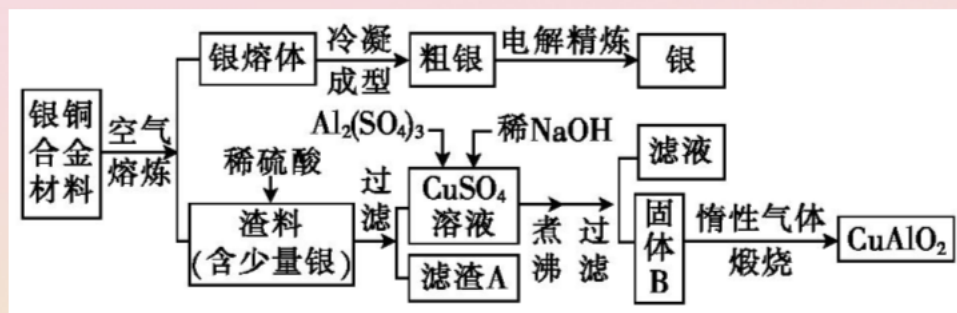 银铜
合金
材料
空气
熔炼
银熔体
冷凝
成型
粗银
电解精炼
银
稀硫酸
渣料
(含少量银)
过
滤
Al₂(SO₄)₃
稀NaOH
CuSO₄
溶液
滤渣A
煮
沸
过
滤
滤液
固
体
B
惰性气体
煅烧
CuAlO₂